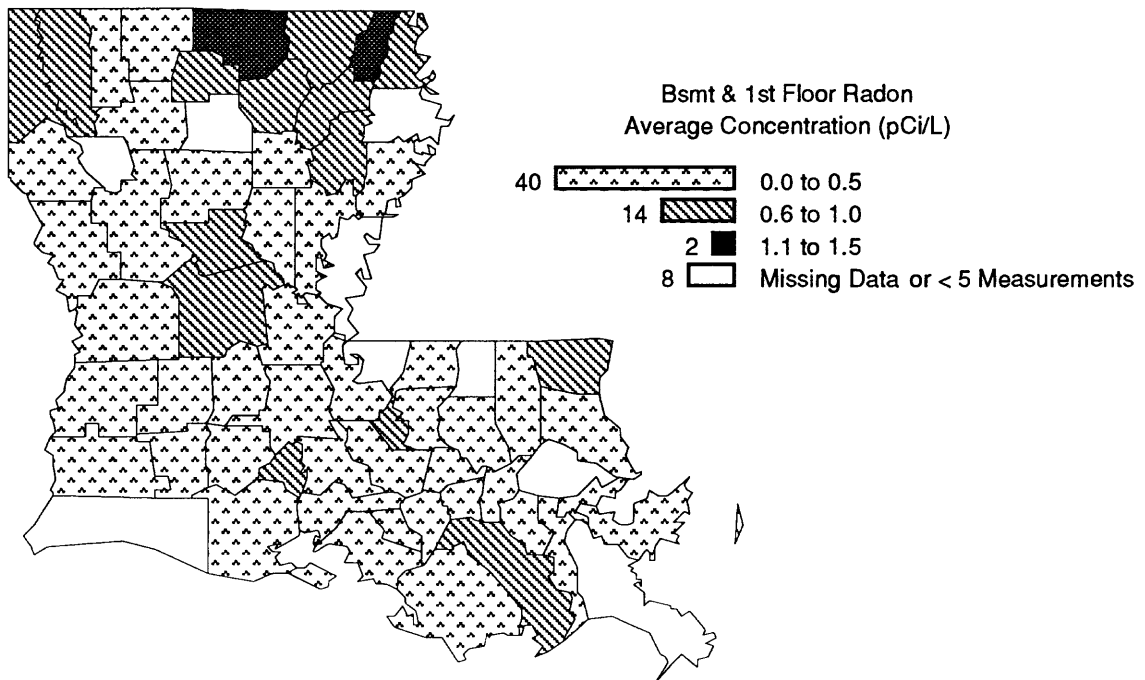 Bsmt & 1st Floor Radon
Average Concentration (pCi/L)
40 0.0 to 0.5
14 0.6 to 1.0
2 1.1 to 1.5
8 Missing Data or < 5 Measurements